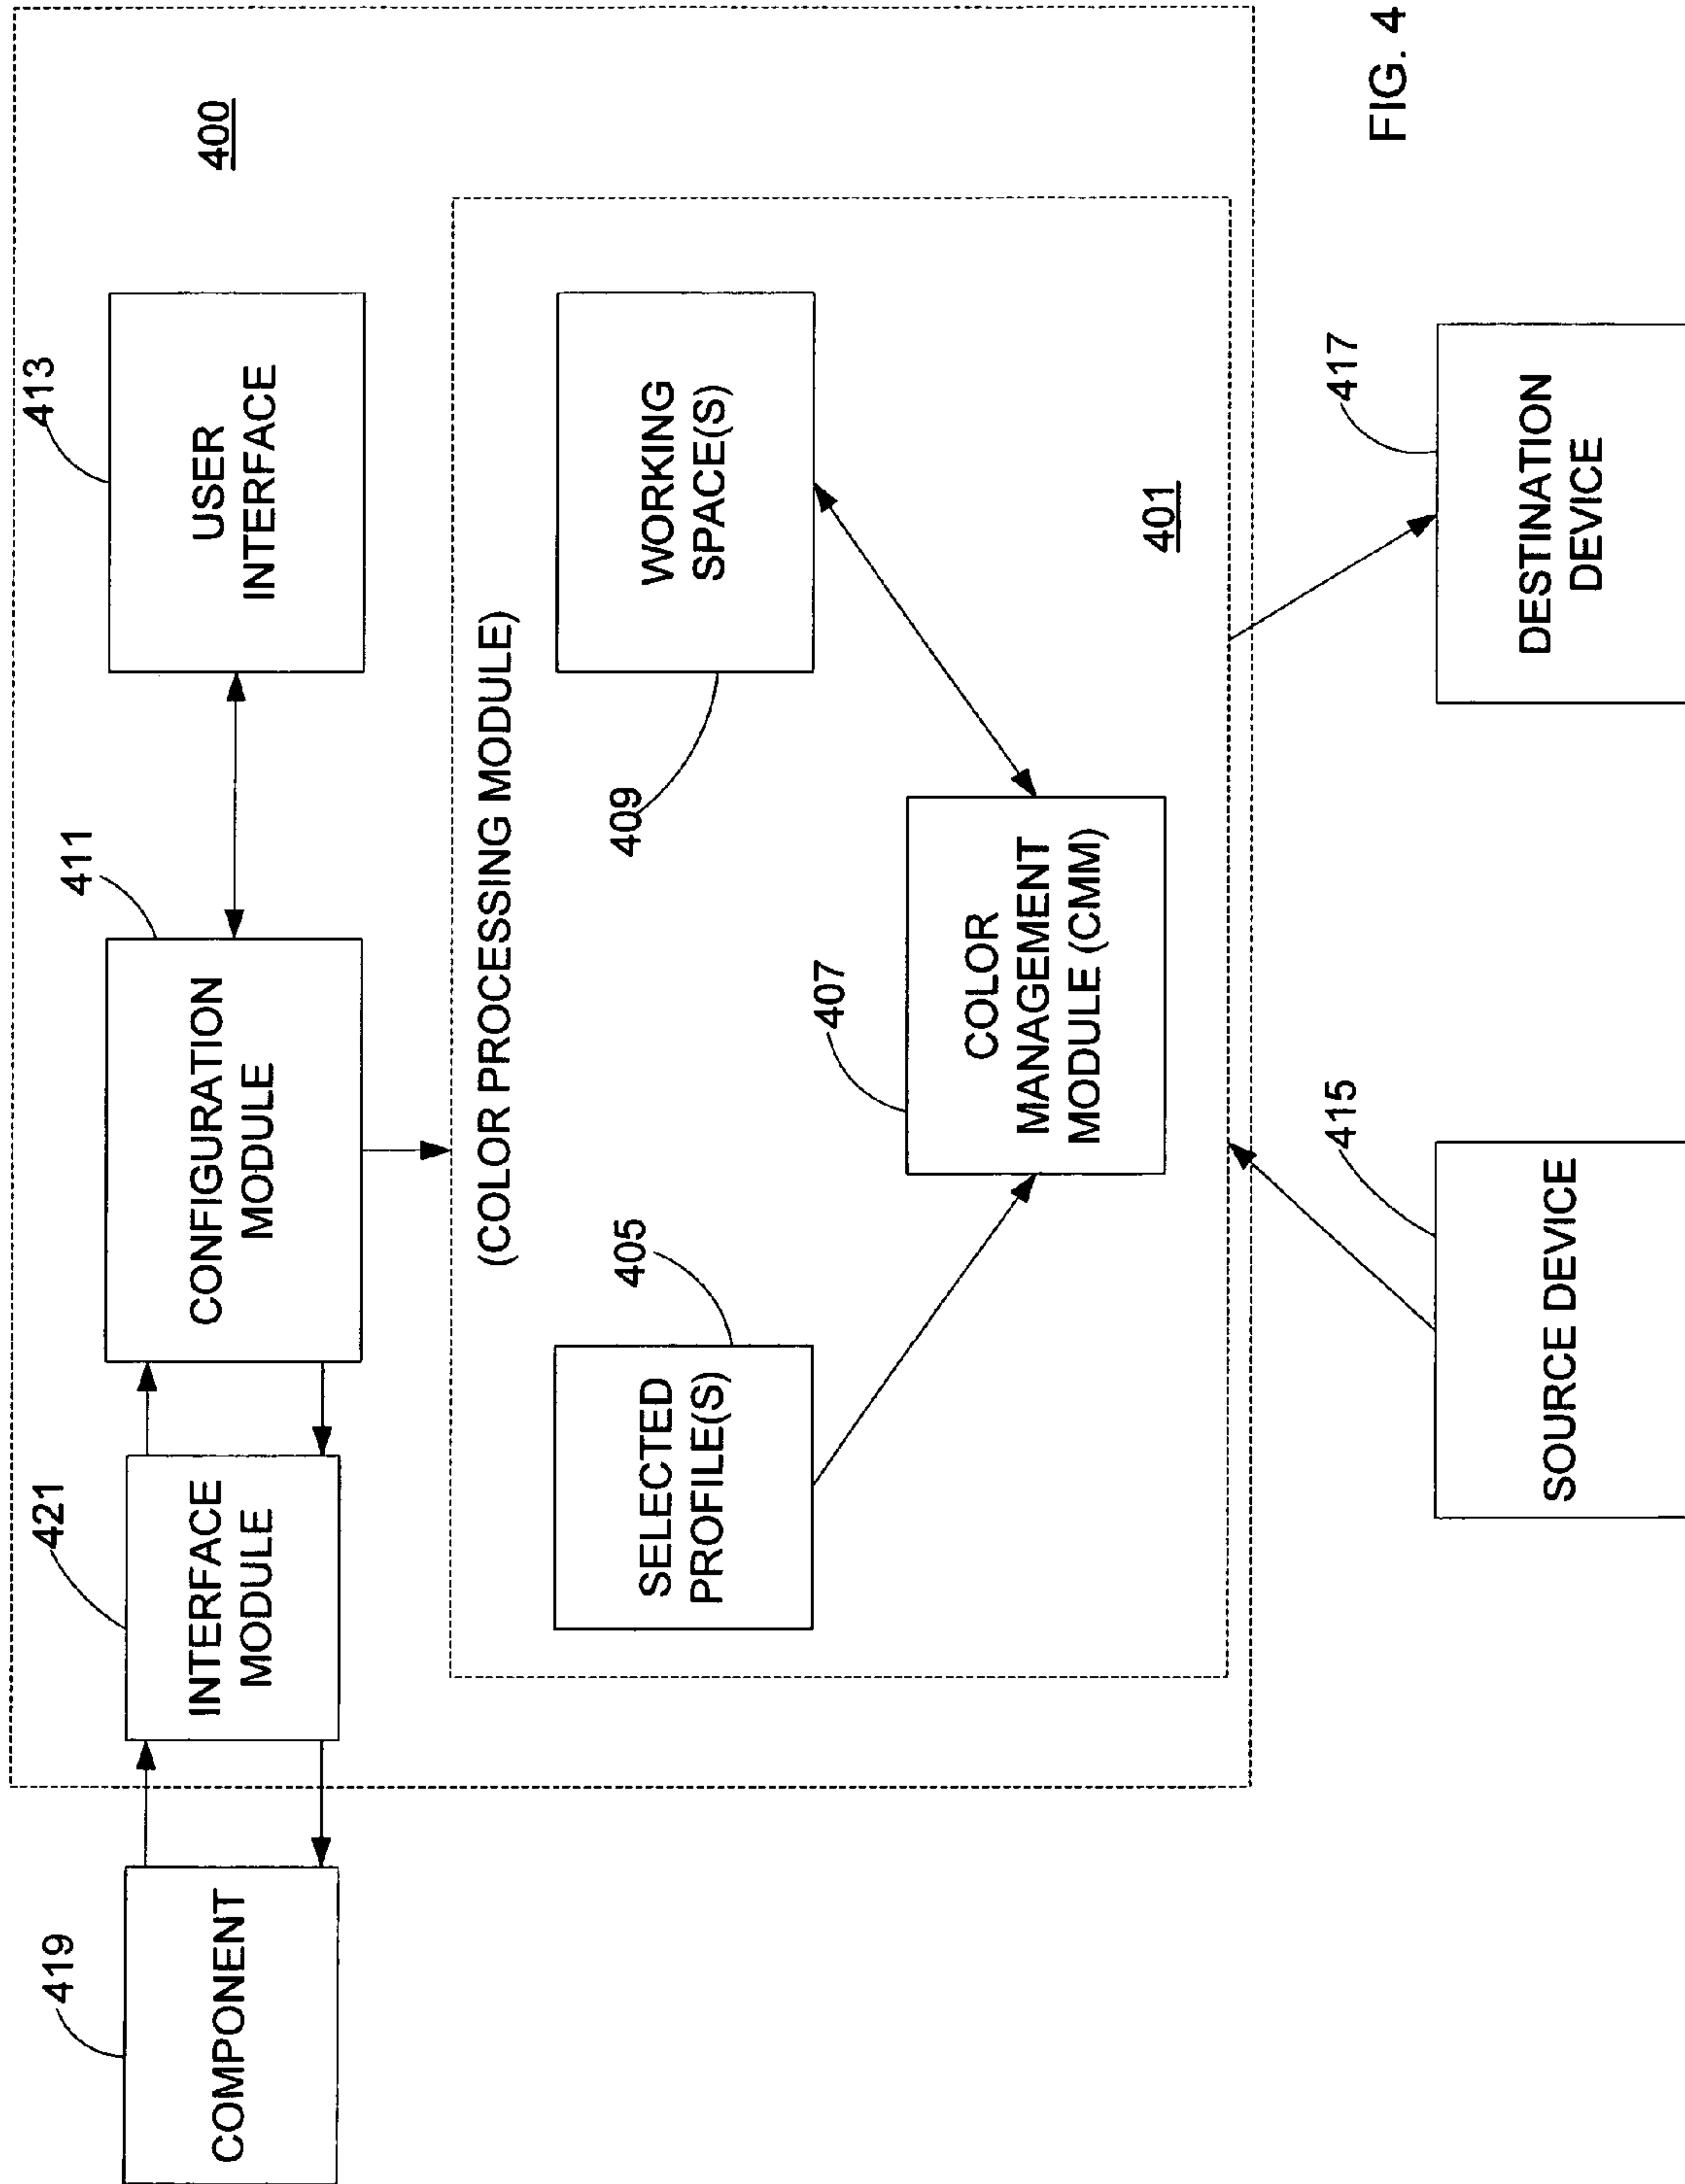 419
COMPONENT
421
INTERFACE
MODULE
411
CONFIGURATION
MODULE
413
USER
INTERFACE
400
(COLOR PROCESSING MODULE)
405
SELECTED
PROFILE(S)
407
COLOR
MANAGEMENT
MODULE (CMM)
409
WORKING
SPACE(S)
401
415
SOURCE DEVICE
417
DESTINATION
DEVICE
FIG. 4